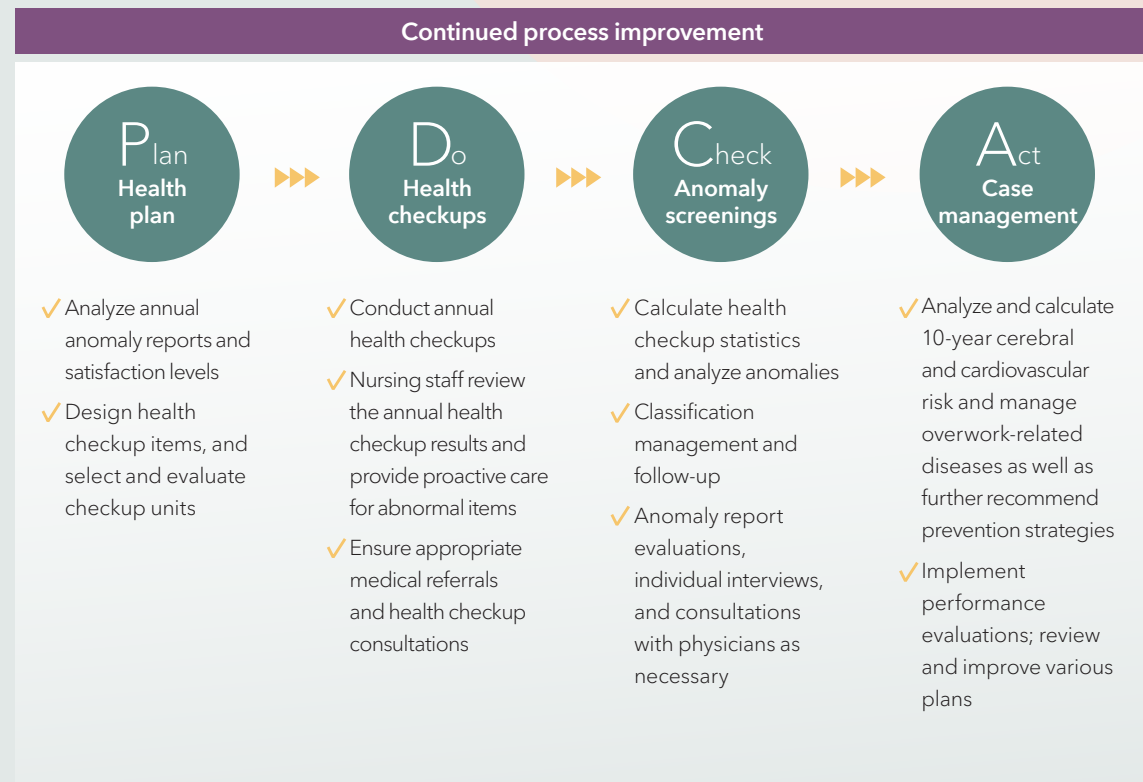 Continued process improvement
Plan
Health
plan
Do
Health
checkups
Check
Anomaly
screenings
Act
Case
management
Analyze annual
anomaly reports and
satisfaction levels
Design health
checkup items, and
select and evaluate
checkup units
Conduct annual
health checkups
Nursing staff review
the annual health
checkup results and
provide proactive care
for abnormal items
Ensure appropriate
medical referrals
and health checkup
consultations
Calculate health
checkup statistics
and analyze anomalies
Classification
management and
follow-up
Anomaly report
evaluations,
individual interviews,
and consultations
with physicians as
necessary
Analyze and calculate
10-year cerebral
and cardiovascular
risk and manage
overwork-related
diseases as well as
further recommend
prevention strategies
Implement
performance
evaluations; review
and improve various
plans